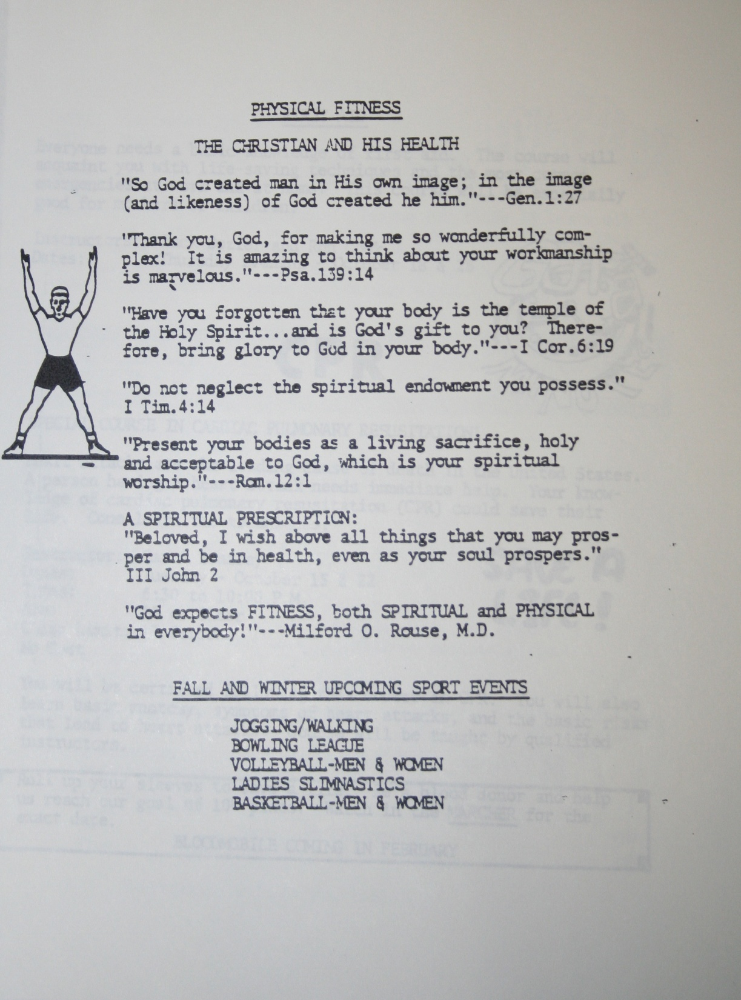 PHYSICAL FITNESS
THE CHRISTIAN AND HIS HEALTH
"So God created man in His own image; in the image
(and likeness) of God created he him."---Gen.1:27
"Thank you, God, for making me so wonderfully com-
plex! It is amazing to think about your workmanship
is marvelous."---Psa.139:14
"Have you forgotten that your body is the temple of
the Holy Spirit...and is God's gift to you? There-
fore, bring glory to God in your body."---I Cor.6:19
"Do not neglect the spiritual endowment you possess."
I Tim.4:14
"Present your bodies as a living sacrifice, holy
and acceptable to God, which is your spiritual
worship."---Rom.12:1
A SPIRITUAL PRESCRIPTION:
"Beloved, I wish above all things that you may pros-
per and be in health, even as your soul prospers."
III John 2
"God expects FITNESS, both SPIRITUAL and PHYSICAL
in everybody!"---Milford O. Rouse, M.D.
FALL AND WINTER UPCOMING SPORT EVENTS
JOGGING/WALKING
BOWLING LEAGUE
VOLLEYBALL-MEN & WOMEN
LADIES SLIMNASTICS
BASKETBALL-MEN & WOMEN